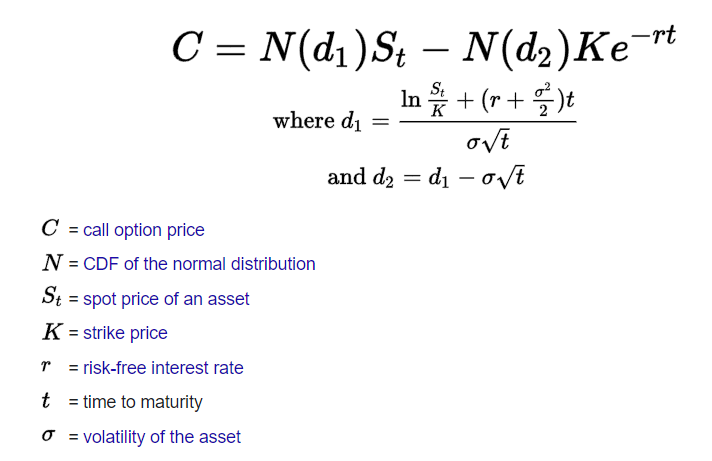 C = N(d₁)Sₜ − N(d₂)Ke⁻ʳᵗ
where d₁ = (ln Sₜ/K + (r + σ²/2)t) / σ√t
and d₂ = d₁ − σ√t
C = call option price
N = CDF of the normal distribution
Sₜ = spot price of an asset
K = strike price
r = risk-free interest rate
t = time to maturity
σ = volatility of the asset